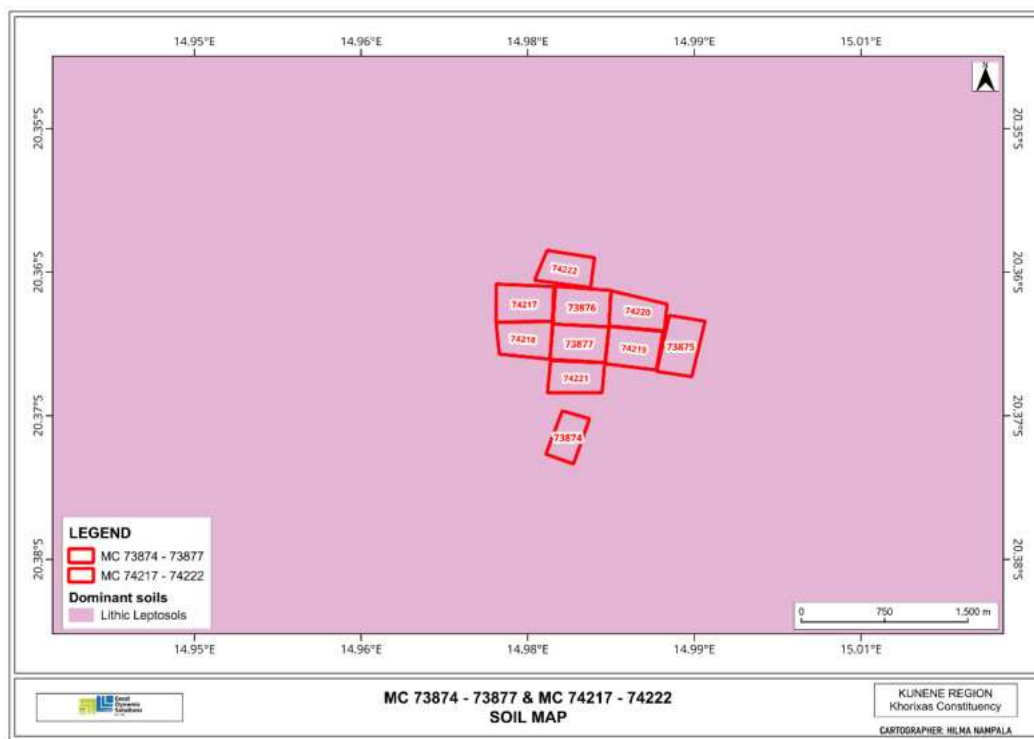 14.95°E 14.96°E 14.98°E 14.99°E 15.01°E
N
20.35°S 20.35°S
20.36°S 20.36°S
74222
74217 73876 74220
74218 73877 74219 73875
74221
20.37°S 20.37°S
73874
LEGEND
MC 73874 - 73877
MC 74217 - 74222
Dominant soils
Lithic Leptosols
20.38°S 20.38°S
0 750 1.500 m
14.95°E 14.96°E 14.98°E 14.99°E 15.01°E
Excel
Dynamic
Solutions
MC 73874 - 73877 & MC 74217 - 74222
SOIL MAP
KUNENE REGION
Khorixas Constituency
CARTOGRAPHER: HILMA NAMPALA